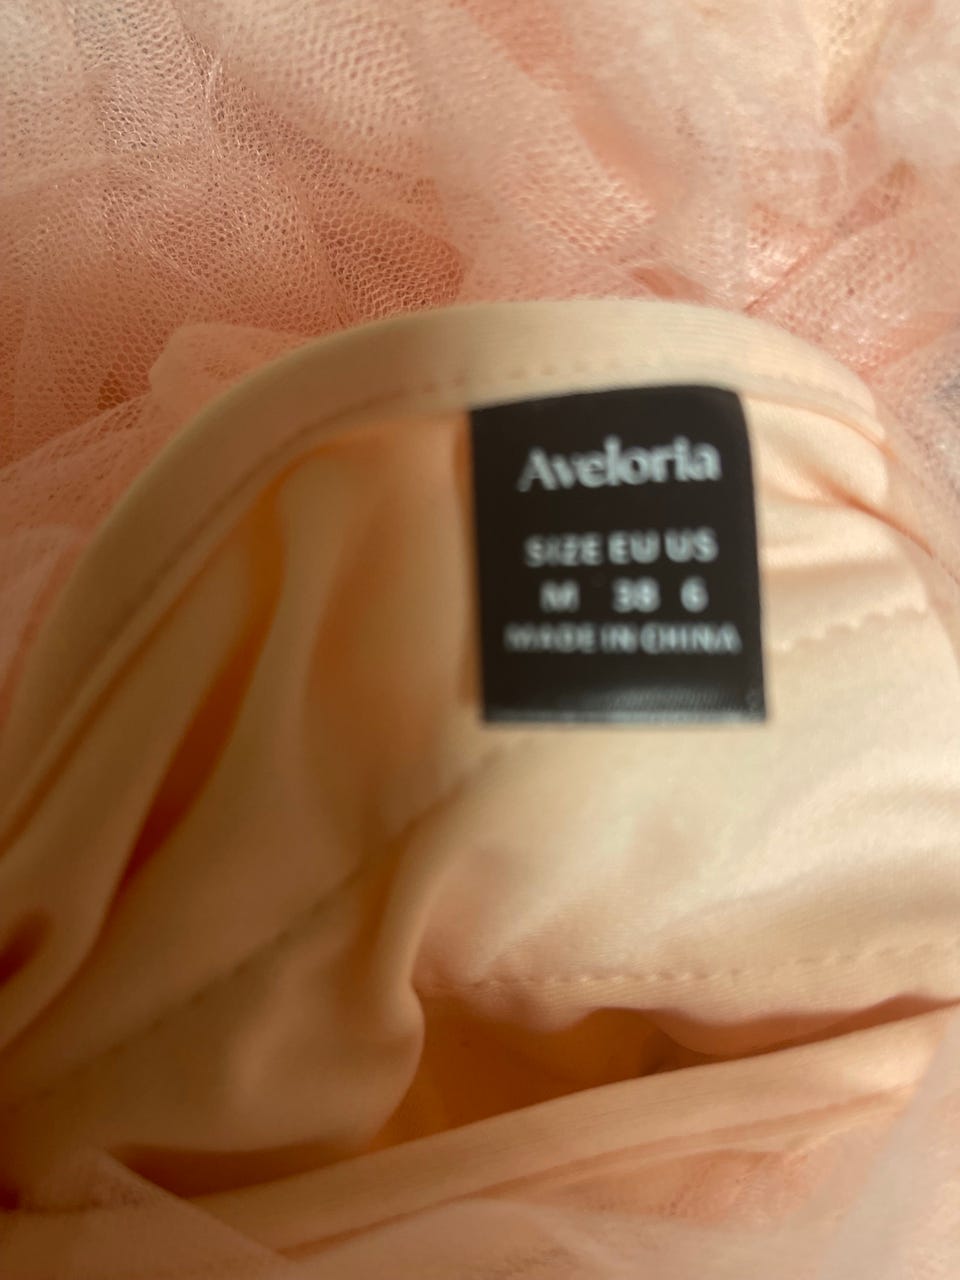 Aveloria
SIZE EU US
M 38 6
MADE IN CHINA